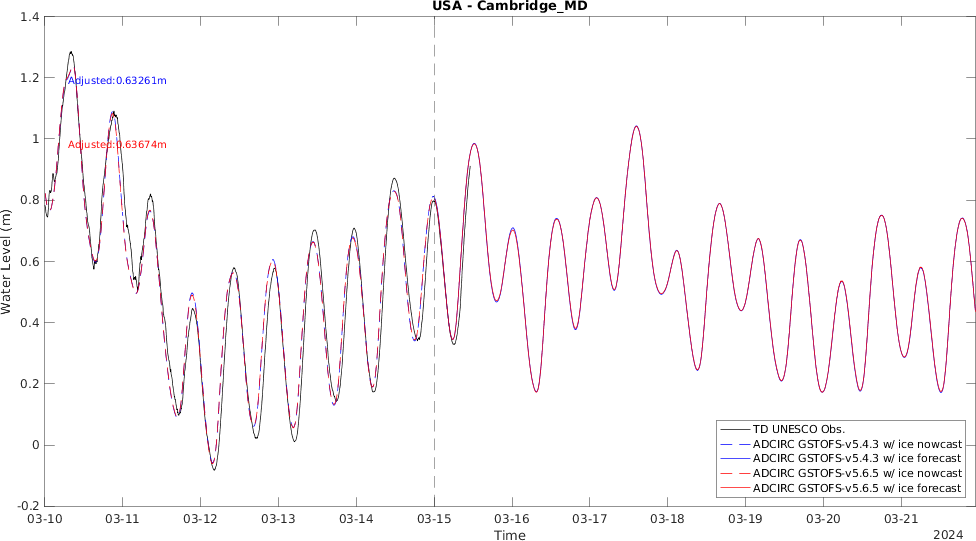 USA - Cambridge_MD
1.4
1.2
1
0.8
0.6
0.4
0.2
0
-0.2
Water Level (m)
Adjusted:0.63261m
Adjusted:0.63674m
TD UNESCO Obs.
ADCIRC GSTOFS-v5.4.3 w/ ice nowcast
ADCIRC GSTOFS-v5.4.3 w/ ice forecast
ADCIRC GSTOFS-v5.6.5 w/ ice nowcast
ADCIRC GSTOFS-v5.6.5 w/ ice forecast
03-10 03-11 03-12 03-13 03-14 03-15 03-16 03-17 03-18 03-19 03-20 03-21
Time
2024